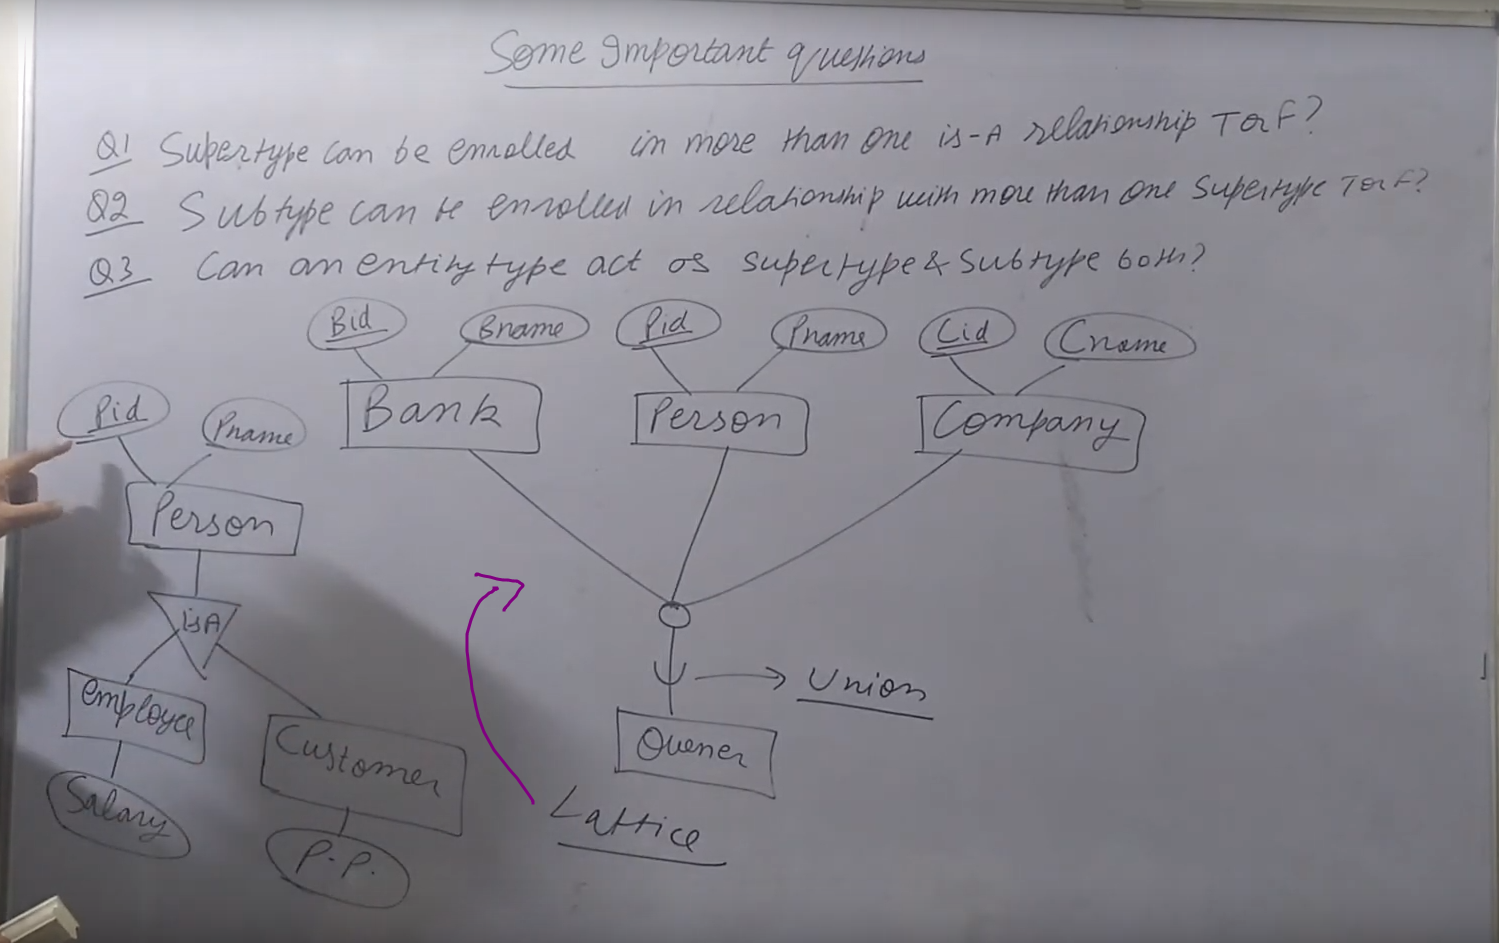 Some Important questions
Q1 Supertype can be enrolled in more than one is-A relationship T or F?
Q2 Subtype can be enrolled in relationship with more than one Supertype T or F?
Q3 Can an entity type act as supertype & Subtype both?
Bid Bname Pid Pname Cid Cname
Bank Person Company
Pid Pname
Person
isA
Employee
Customer
Salary
P.P.
U → Union
Owner
Lattice